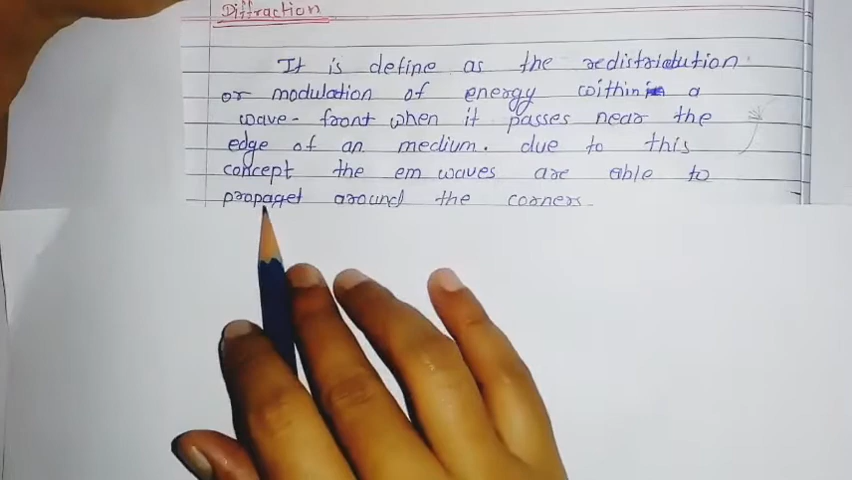 Diffraction
It is define as the redistribution
or modulation of energy within a
wave-front when it passes near the
edge of an medium. due to this
concept the em waves are able to
propaget around the corners.